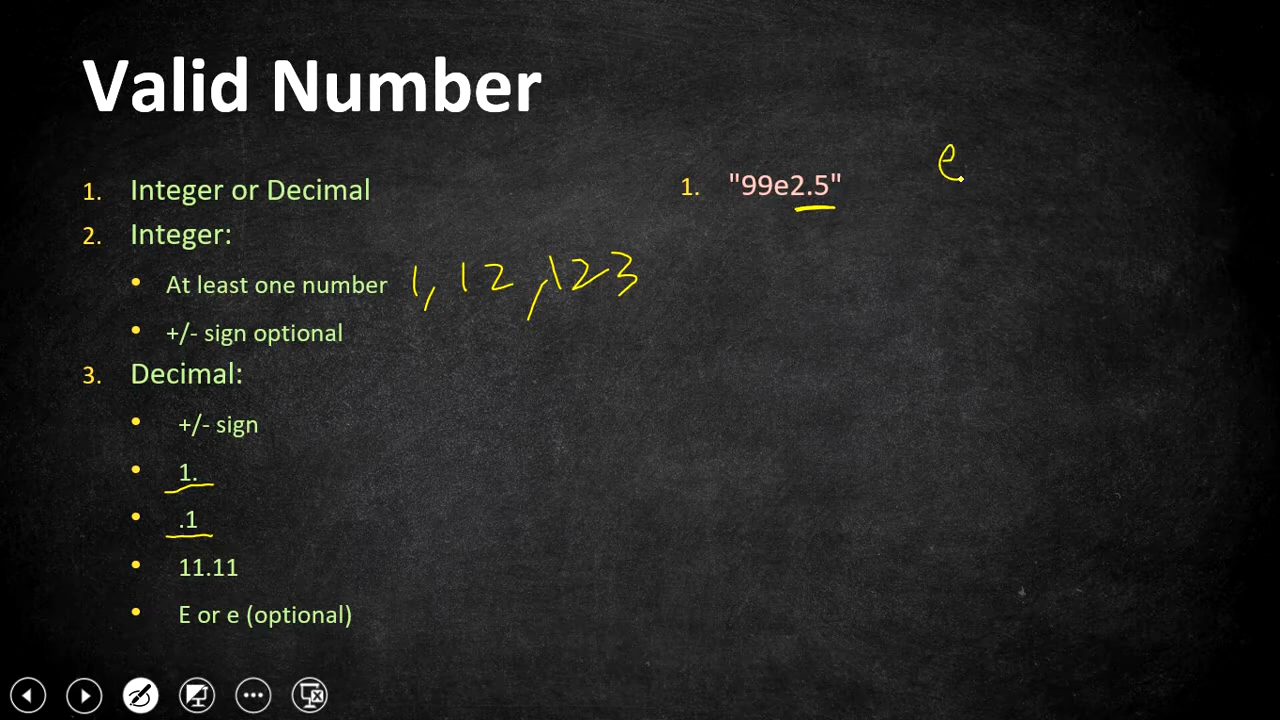 Valid Number
1. Integer or Decimal
2. Integer:
• At least one number 1, 12, 123
• +/- sign optional
3. Decimal:
• +/- sign
• 1.
• .1
• 11.11
• E or e (optional)
1. "99e2.5"
e